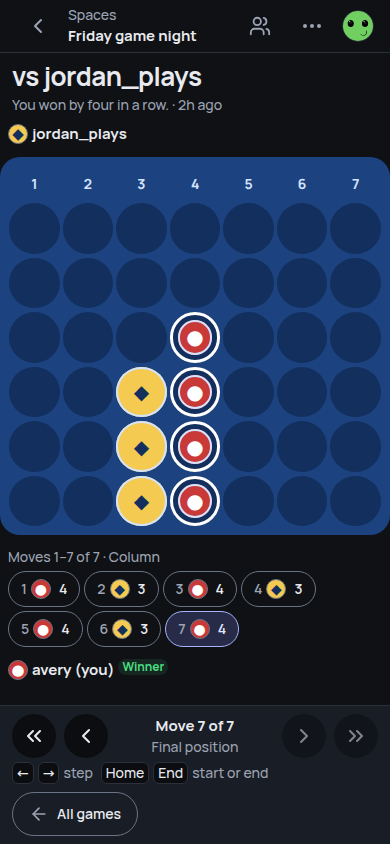 Spaces
Friday game night
vs jordan_plays
You won by four in a row. · 2h ago
jordan_plays
1 2 3 4 5 6 7
Moves 1–7 of 7 · Column
1 4 2 3 3 4 4 3
5 4 6 3 7 4
avery (you) Winner
Move 7 of 7
Final position
← → step Home End start or end
← All games